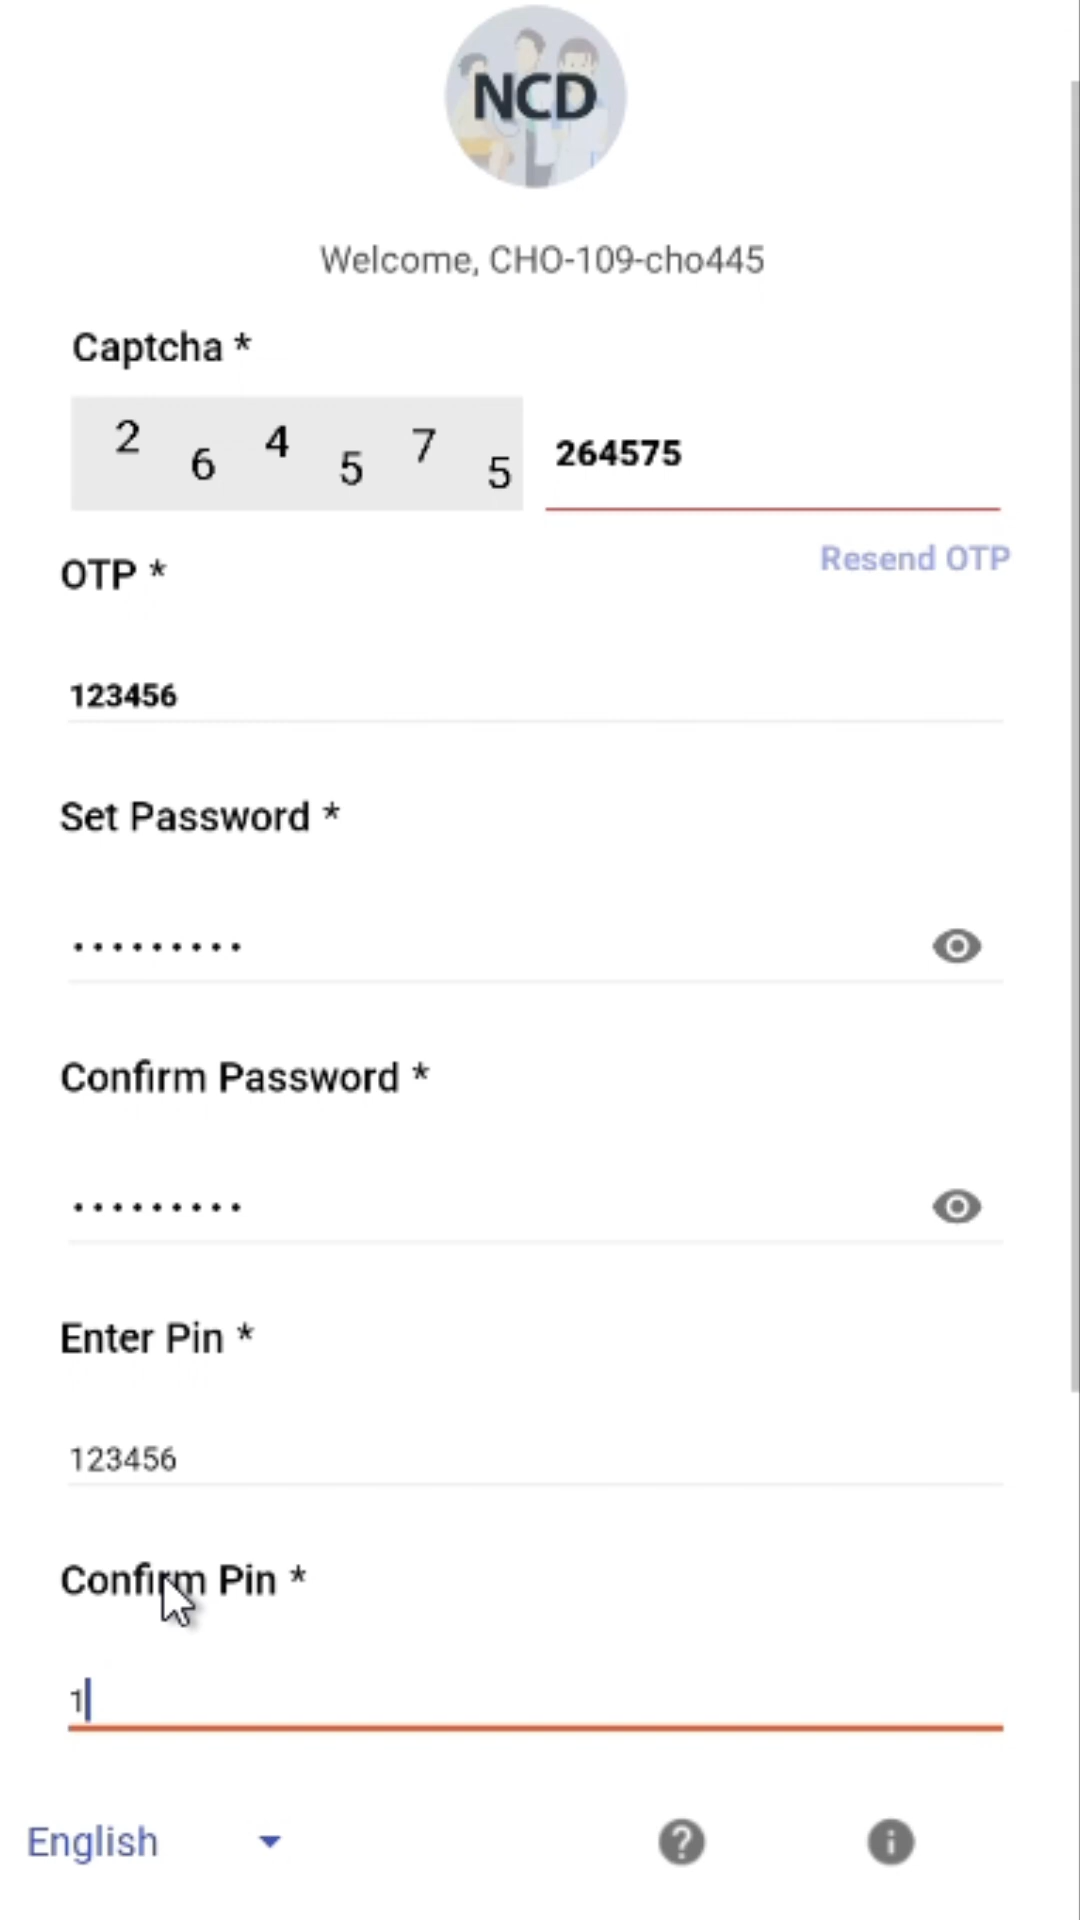 NCD
Welcome, CHO-109-cho445
Captcha *
2 6 4 5 7 5
264575
Resend OTP
OTP *
123456
Set Password *
•••••••••
Confirm Password *
•••••••••
Enter Pin *
123456
Confirm Pin *
1
English